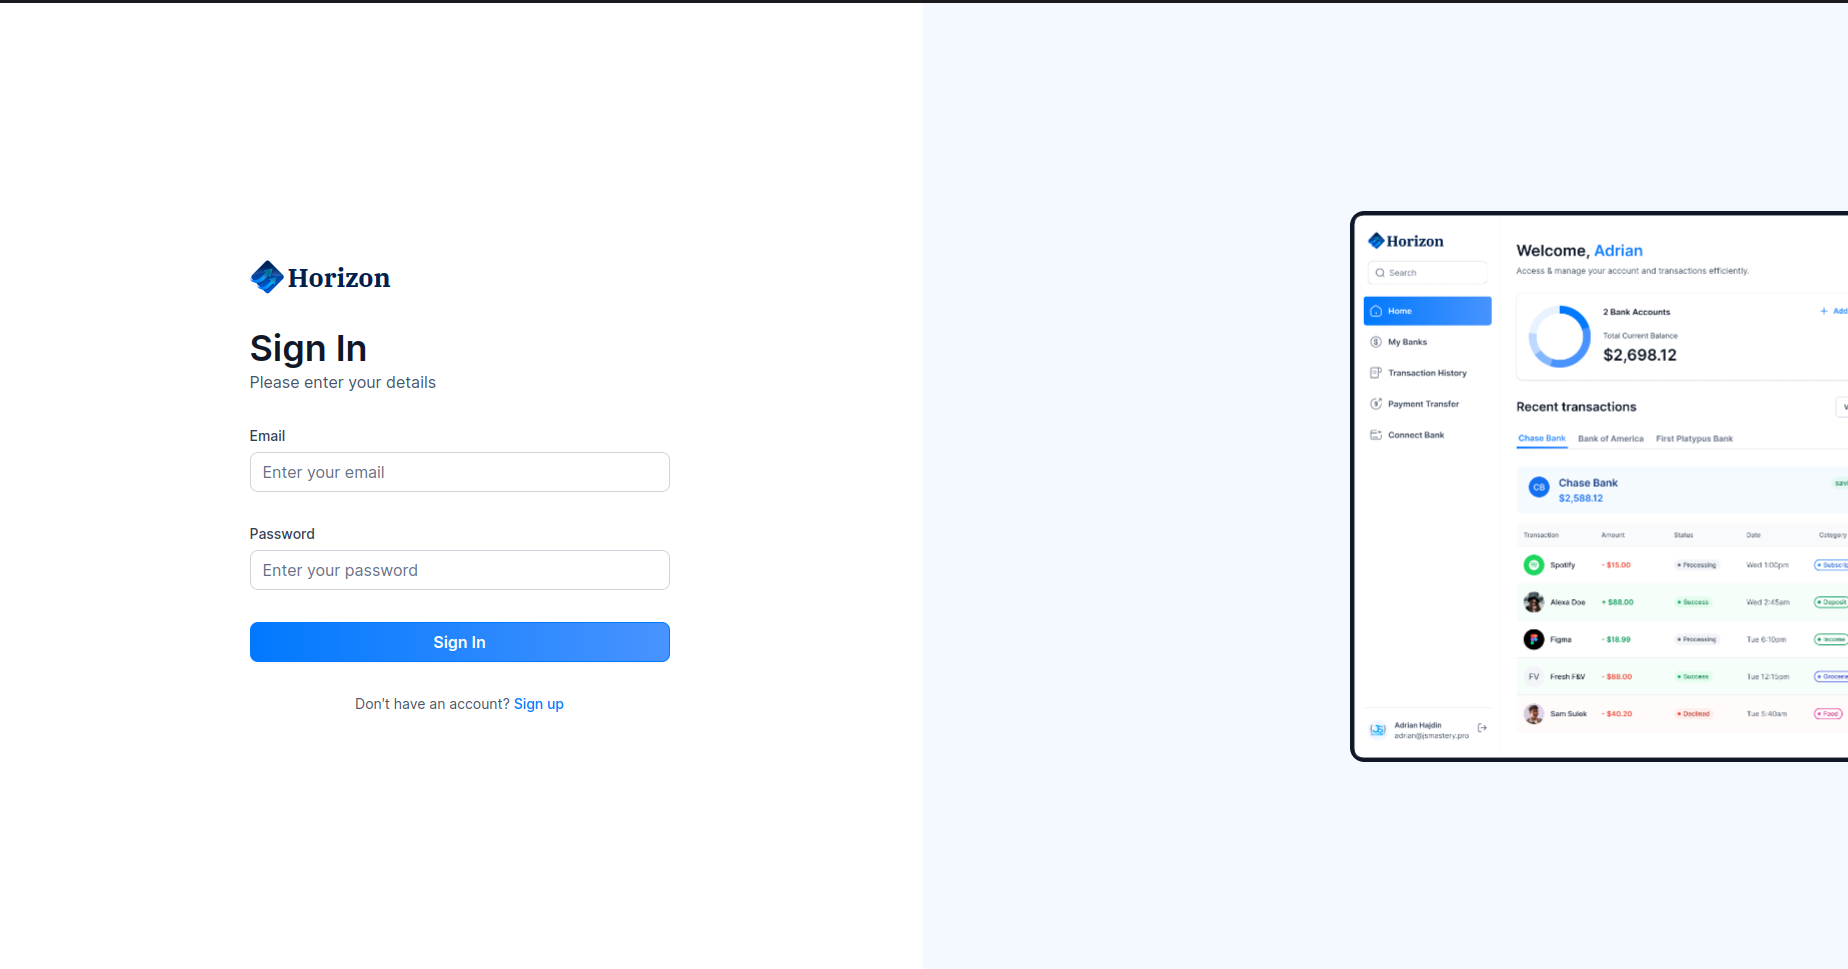 Horizon
Sign In
Please enter your details
Email
Enter your email
Password
Enter your password
Sign In
Don't have an account? Sign up
Horizon
Search
Home
My Banks
Transaction History
Payment Transfer
Connect Bank
Adrian Hajdin
adrian@jsmastery.pro
Welcome, Adrian
Access & manage your account and transactions efficiently.
2 Bank Accounts
+ Add
Total Current Balance
$2,698.12
Recent transactions
Chase Bank Bank of America First Platypus Bank
CB Chase Bank
$2,588.12
Transaction Amount Status Date Category
Spotify - $15.00 Processing Wed 1:00pm
Alexa Doe + $88.00 Success Wed 2:45am Deposit
Figma - $18.99 Processing Tue 6:10pm Income
FV Fresh F&V - $88.00 Success Tue 12:15pm
Sam Sulek - $40.20 Declined Tue 5:40am Food